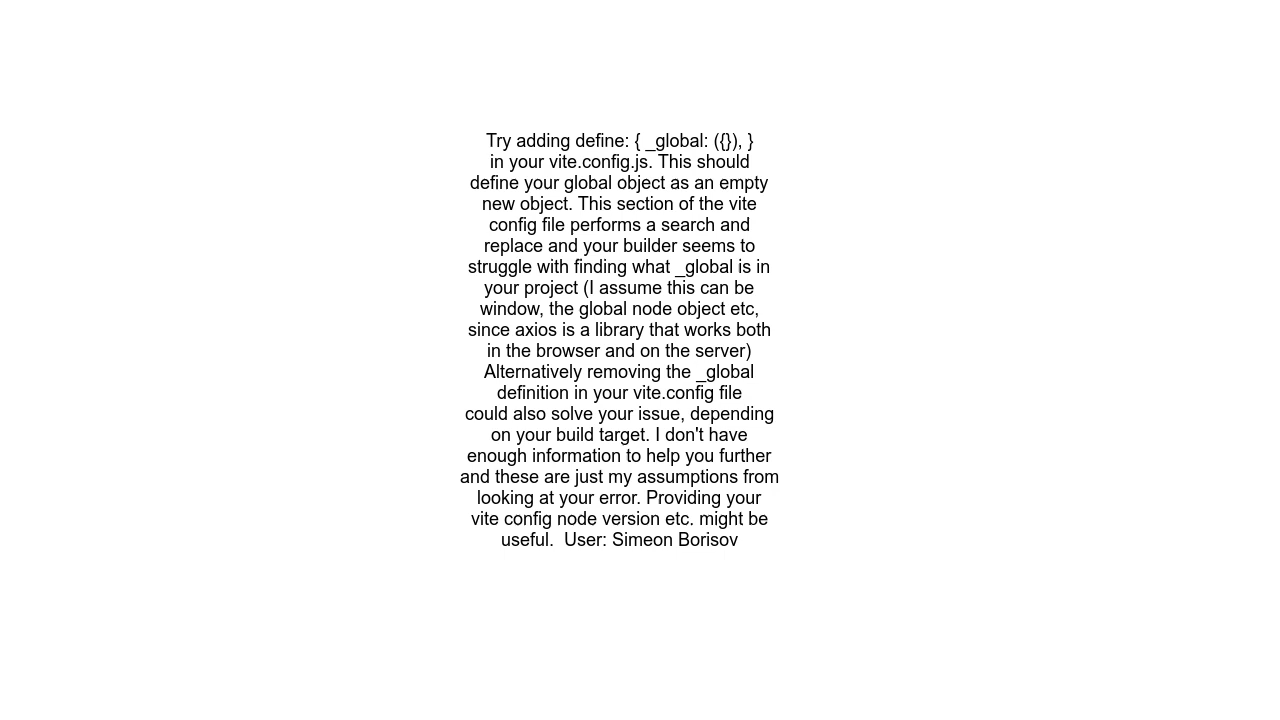 Try adding define: { _global: ({}), }
in your vite.config.js. This should
define your global object as an empty
new object. This section of the vite
config file performs a search and
replace and your builder seems to
struggle with finding what _global is in
your project (I assume this can be
window, the global node object etc,
since axios is a library that works both
in the browser and on the server)
Alternatively removing the _global
definition in your vite.config file
could also solve your issue, depending
on your build target. I don't have
enough information to help you further
and these are just my assumptions from
looking at your error. Providing your
vite config node version etc. might be
useful.  User: Simeon Borisov